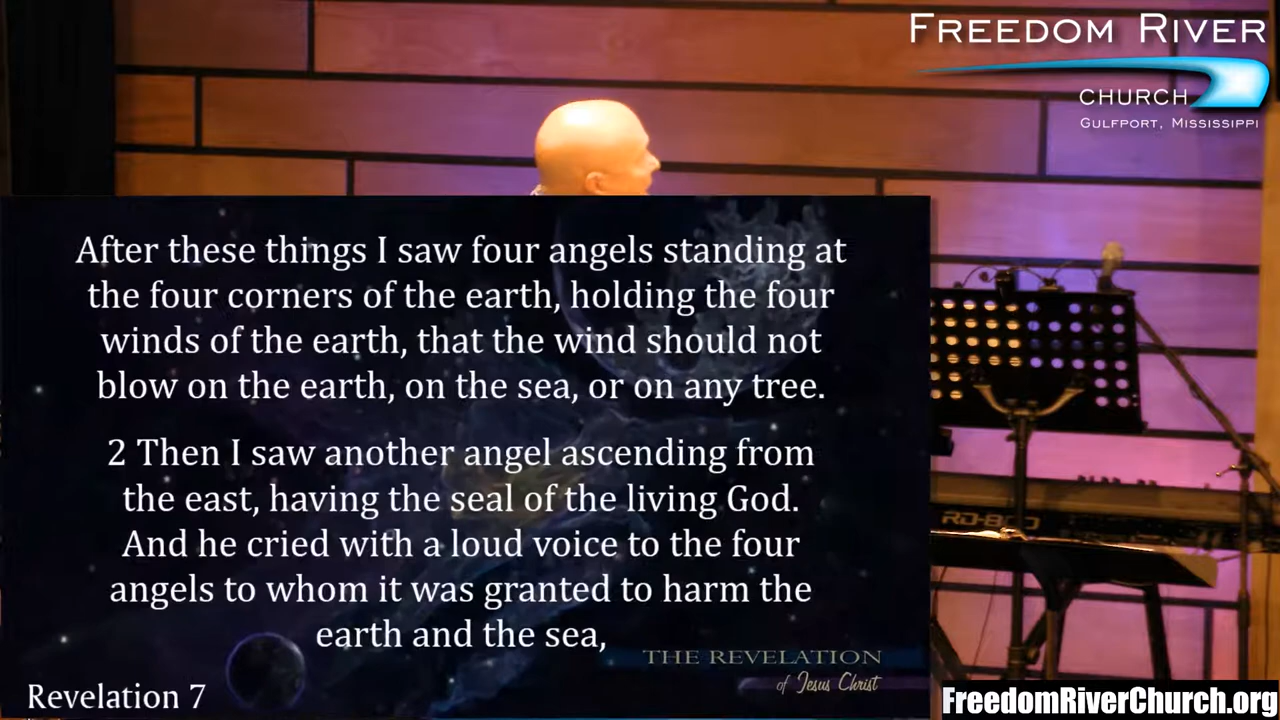 FREEDOM RIVER
CHURCH
GULFPORT, MISSISSIPPI
After these things I saw four angels standing at
the four corners of the earth, holding the four
winds of the earth, that the wind should not
blow on the earth, on the sea, or on any tree.
2 Then I saw another angel ascending from
the east, having the seal of the living God.
And he cried with a loud voice to the four
angels to whom it was granted to harm the
earth and the sea,
THE REVELATION
of Jesus Christ
Revelation 7
RD-800
FreedomRiverChurch.org